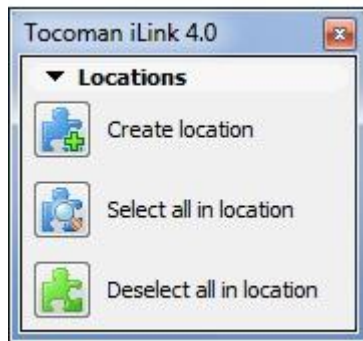 Tocoman iLink 4.0
Locations
Create location
Select all in location
Deselect all in location